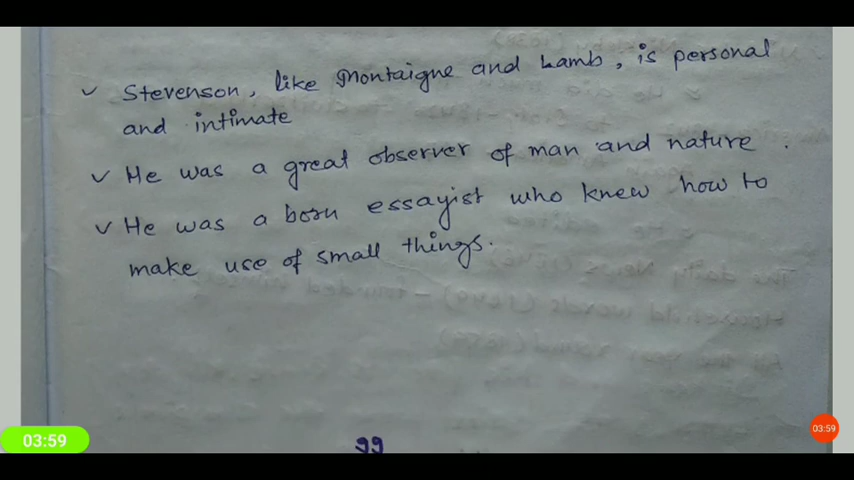 ✓ Stevenson, like Montaigne and Lamb, is personal
and intimate
✓ He was a great observer of man and nature.
✓ He was a born essayist who knew how to
make use of small things.
99
03:59
03:59